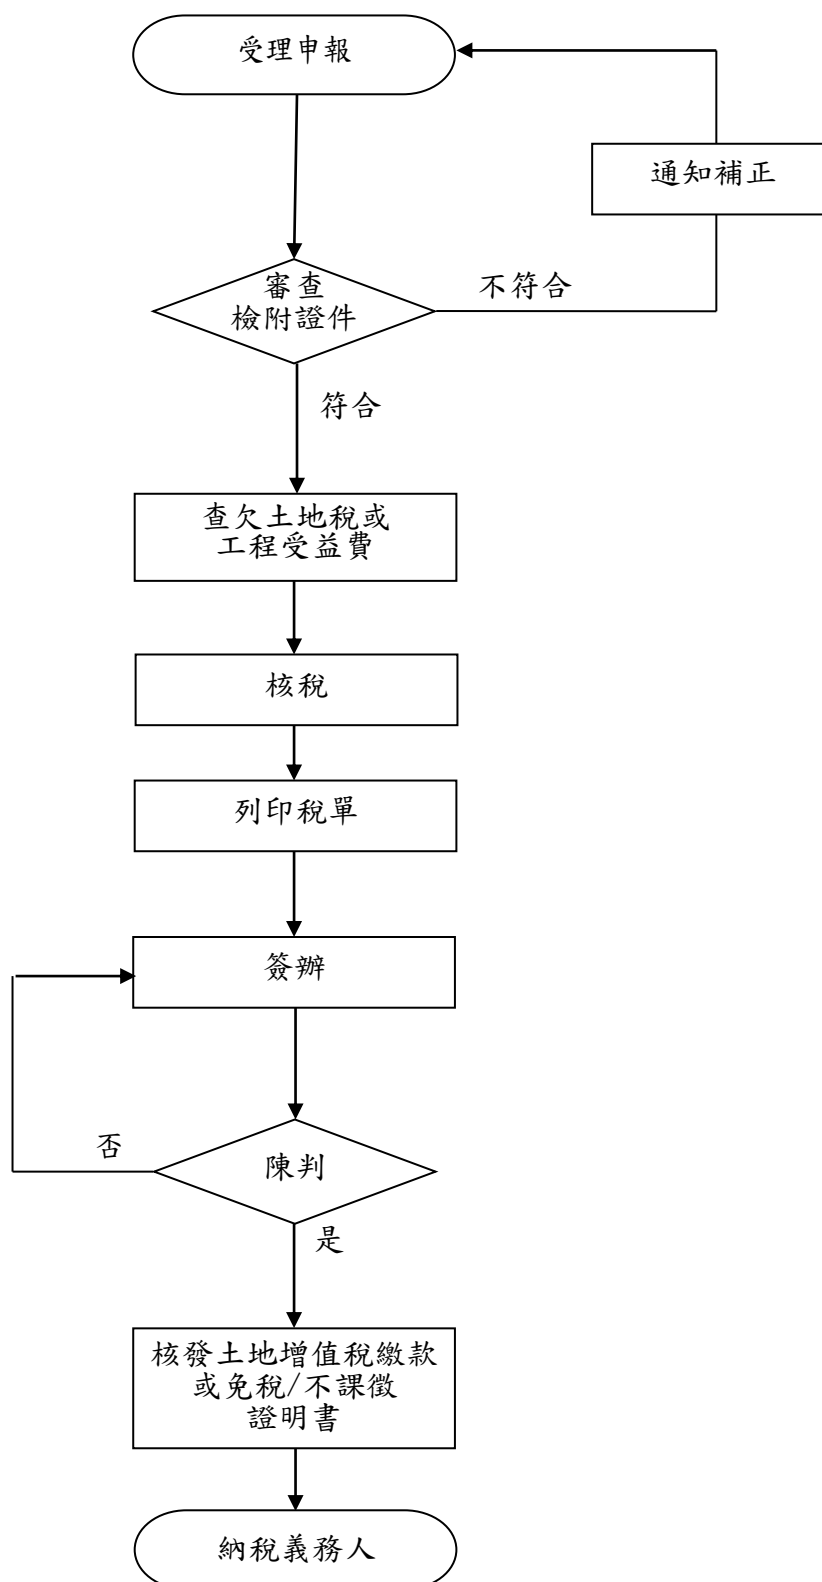 受理申報
通知補正
審查
檢附證件
不符合
符合
查欠土地稅或
工程受益費
核稅
列印稅單
簽辦
否
陳判
是
核發土地增值稅繳款
或免稅/不課徵
證明書
納稅義務人